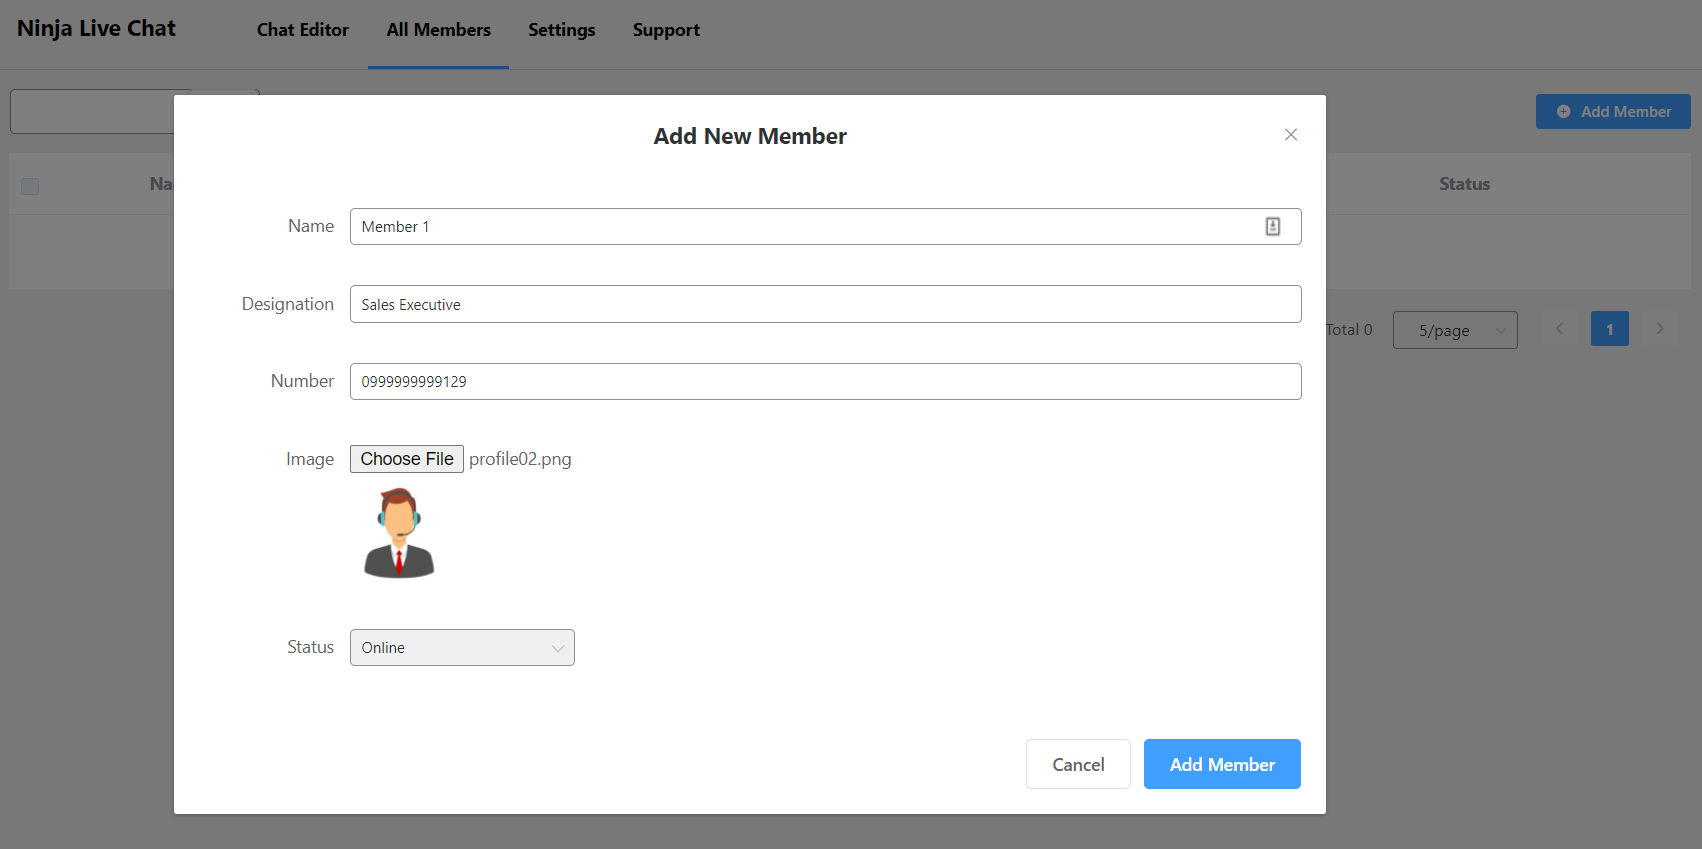 Ninja Live Chat Chat Editor All Members Settings Support
Add Member
Add New Member
Na Status
Name Member 1
Designation Sales Executive
Total 0 5/page 1
Number 0999999999129
Image Choose File profile02.png
Status Online
Cancel Add Member